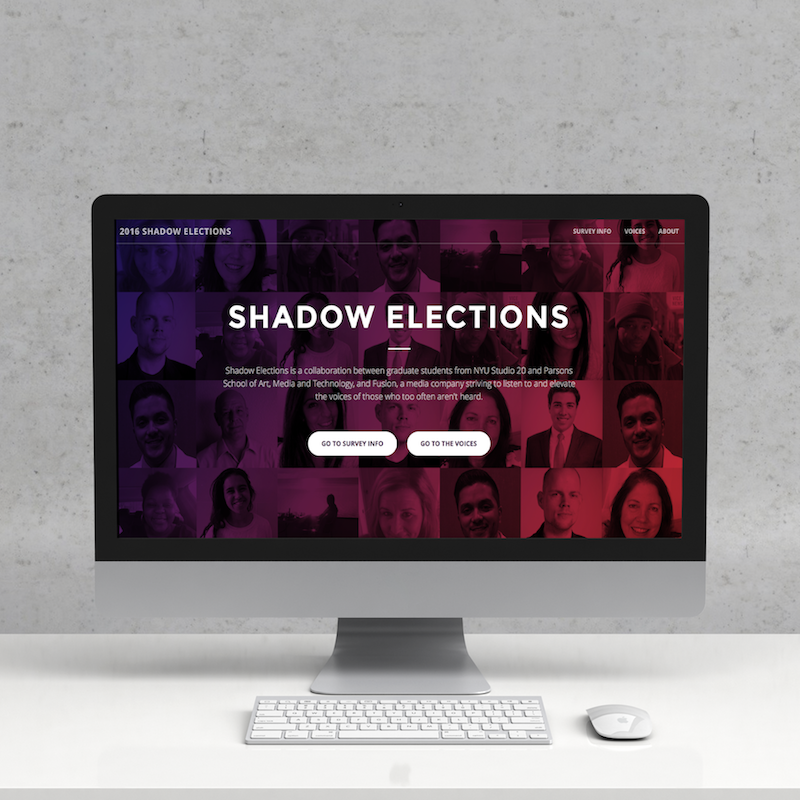 2016 SHADOW ELECTIONS
SURVEY INFO VOICES ABOUT
SHADOW ELECTIONS
Shadow Elections is a collaboration between graduate students from NYU Studio 20 and Parsons
School of Art, Media and Technology, and Fusion, a media company striving to listen to and elevate
the voices of those who too often aren't heard.
GO TO SURVEY INFO GO TO THE VOICES